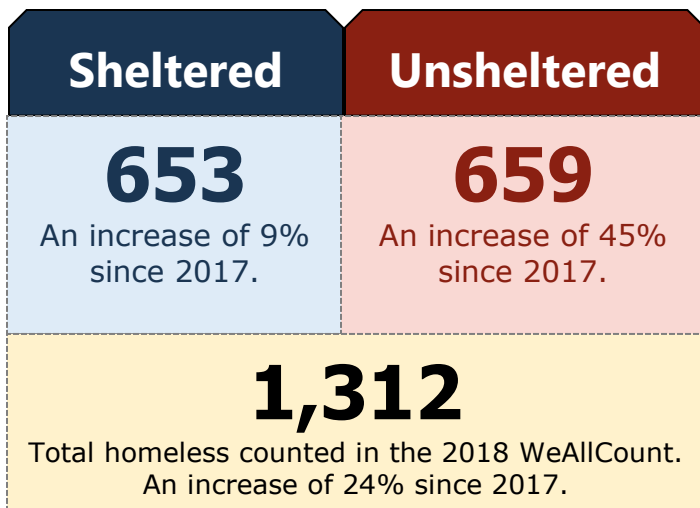 Sheltered
Unsheltered
653
An increase of 9%
since 2017.
659
An increase of 45%
since 2017.
1,312
Total homeless counted in the 2018 WeAllCount.
An increase of 24% since 2017.